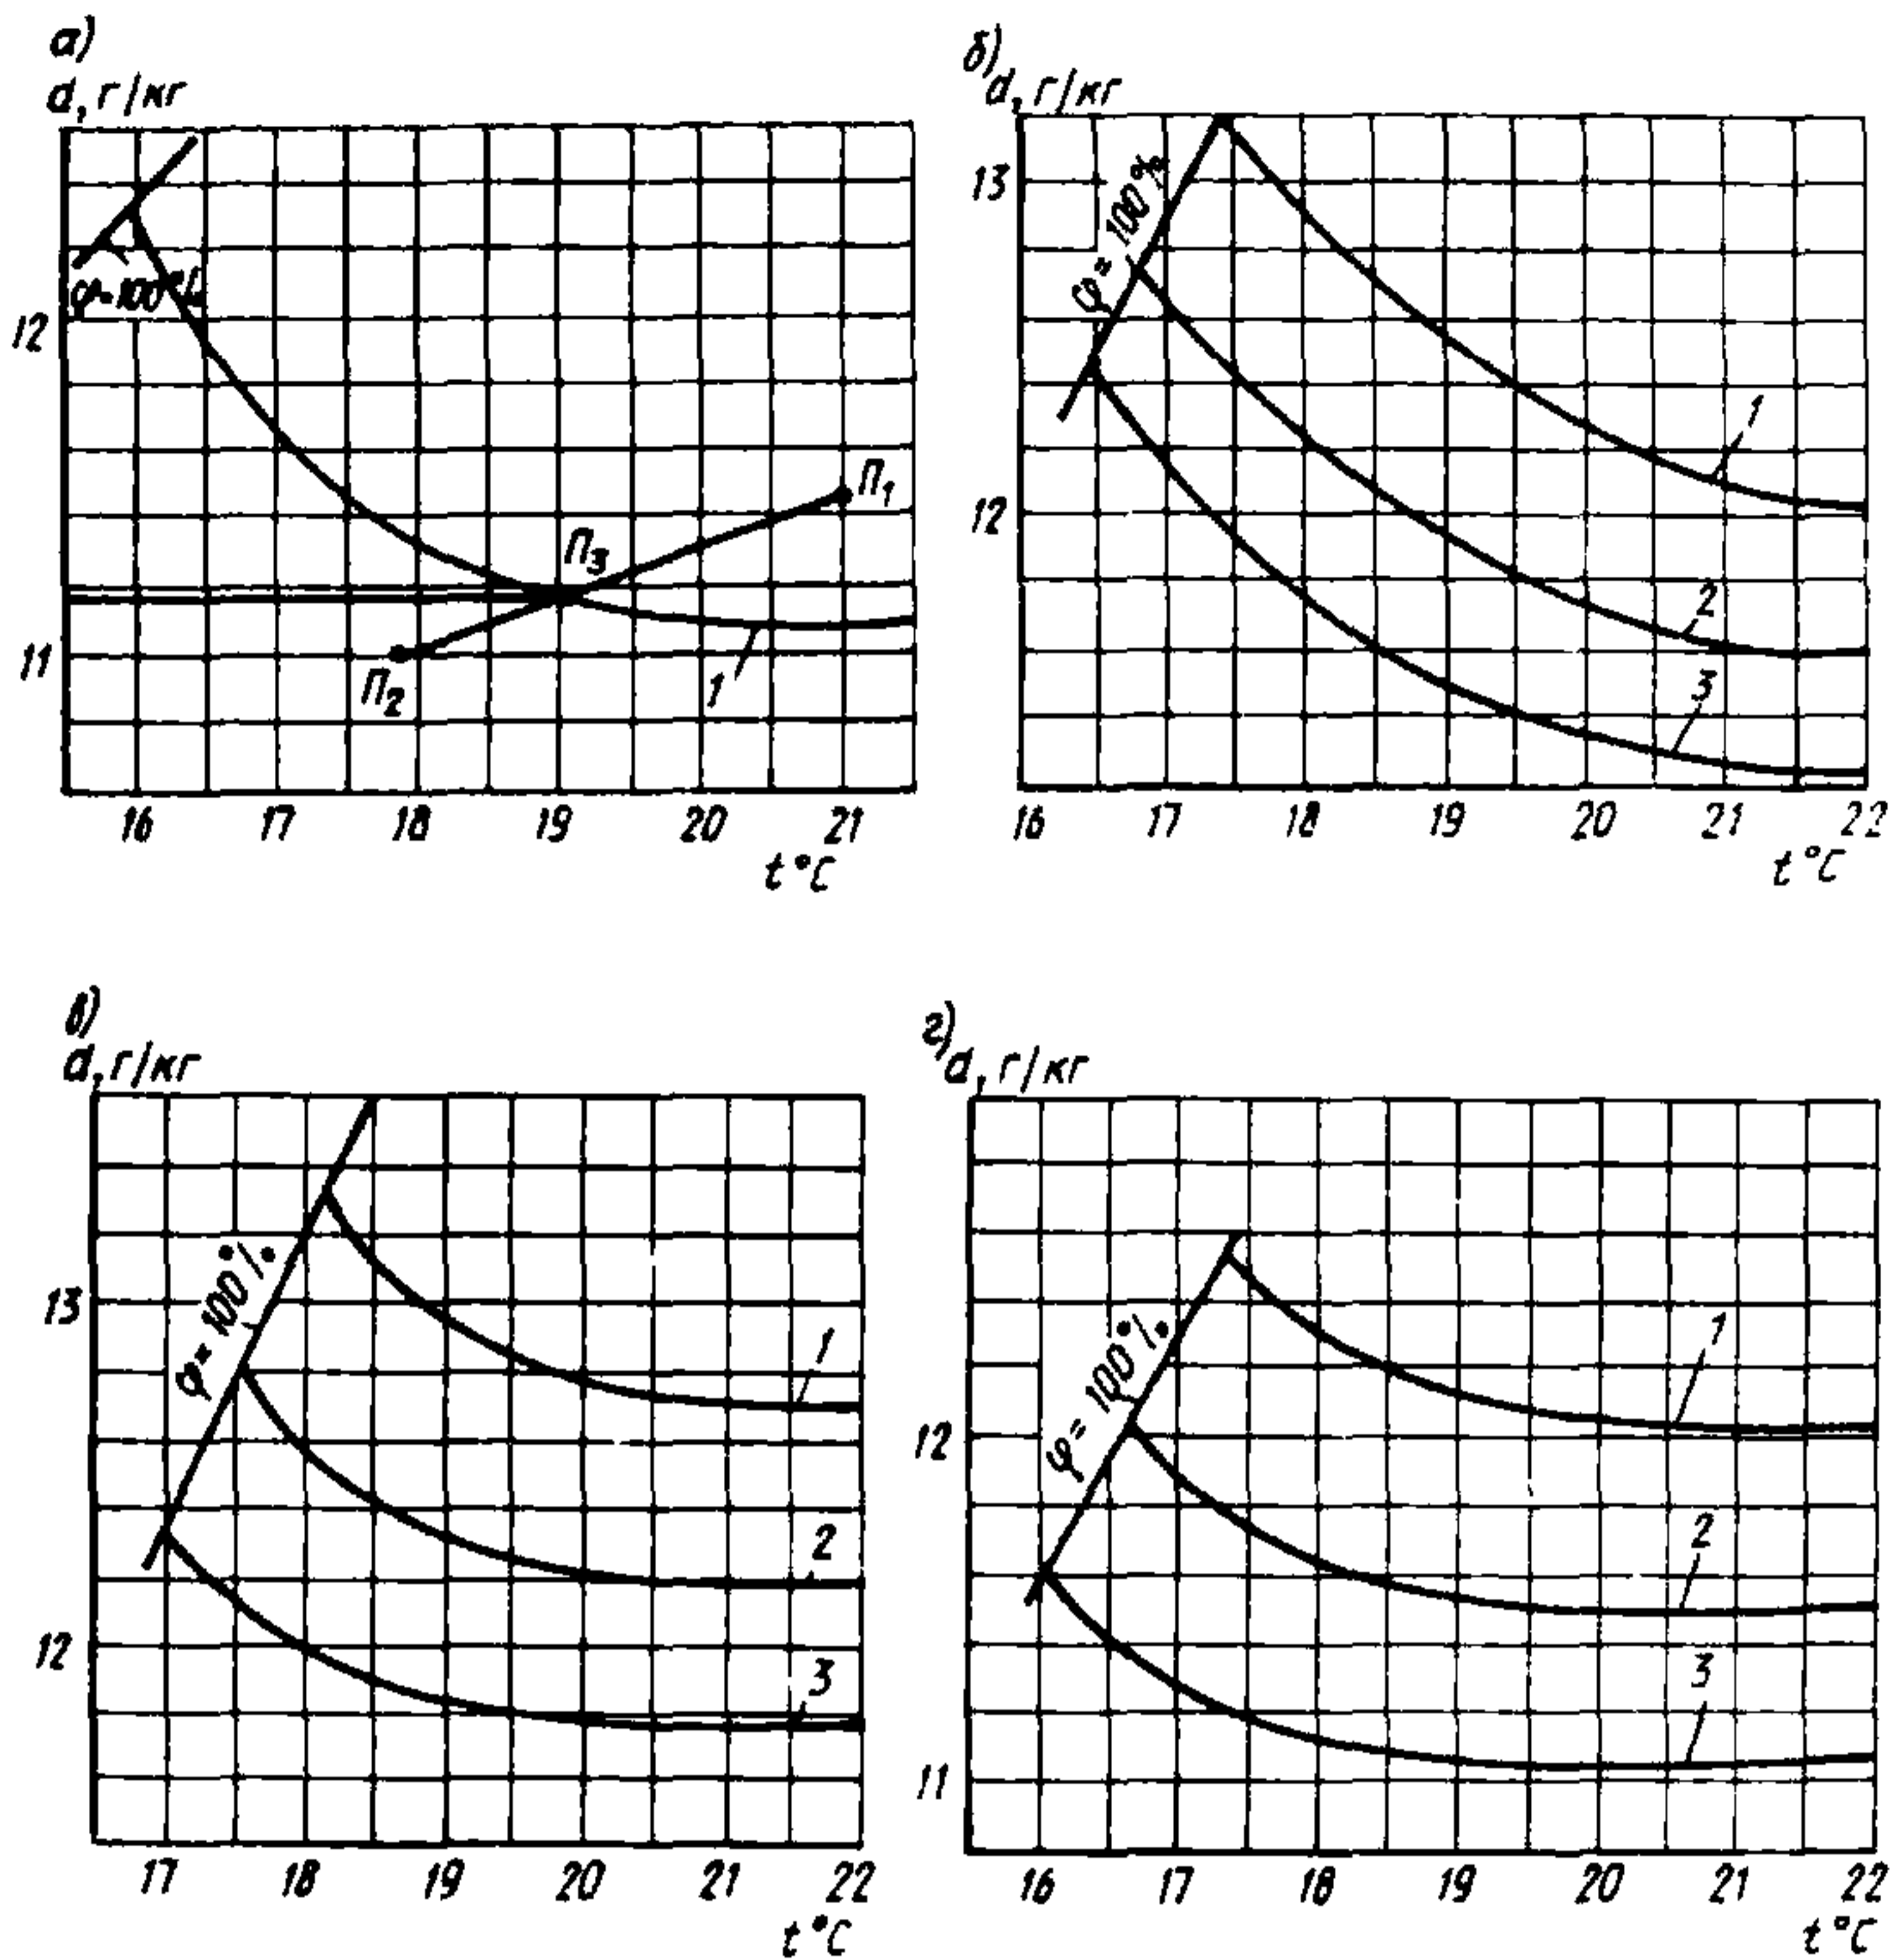 а)
d, г/кг
φ=100%
12
11
П1
П3
П2
1
16 17 18 19 20 21
t°C
б)
d, г/кг
φ=100%
13
12
1
2
3
16 17 18 19 20 21 22
t°C
в)
d, г/кг
φ=100%
13
12
1
2
3
17 18 19 20 21 22
t°C
г)
d, г/кг
φ=100%
12
11
1
2
3
16 17 18 19 20 21 22
t°C